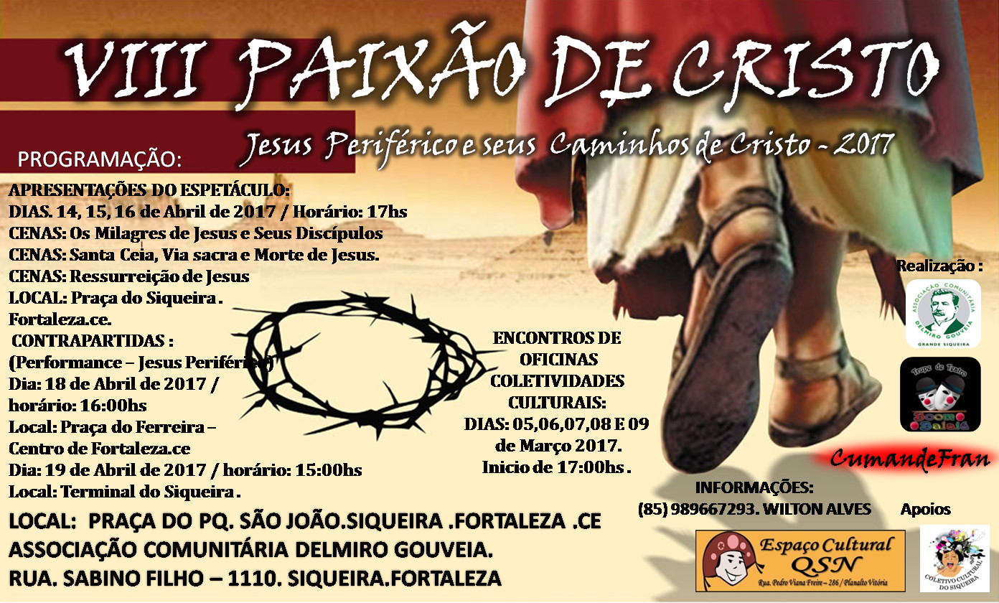 VIII PAIXÃO DE CRISTO
Jesus Periférico e seus Caminhos de Cristo - 2017
PROGRAMAÇÃO:
APRESENTAÇÕES DO ESPETÁCULO:
DIAS. 14, 15, 16 de Abril de 2017 / Horário: 17hs
CENAS: Os Milagres de Jesus e Seus Discípulos
CENAS: Santa Ceia, Via sacra e Morte de Jesus.
CENAS: Ressurreição de Jesus
LOCAL: Praça do Siqueira .
Fortaleza.ce.
CONTRAPARTIDAS :
(Performance – Jesus Periférico)
Dia: 18 de Abril de 2017 /
horário: 16:00hs
Local: Praça do Ferreira –
Centro de Fortaleza.ce
Dia: 19 de Abril de 2017 / horário: 15:00hs
Local: Terminal do Siqueira .
LOCAL: PRAÇA DO PQ. SÃO JOÃO.SIQUEIRA .FORTALEZA .CE
ASSOCIAÇÃO COMUNITÁRIA DELMIRO GOUVEIA.
RUA. SABINO FILHO – 1110. SIQUEIRA.FORTALEZA
ENCONTROS DE
OFICINAS
COLETIVIDADES
CULTURAIS:
DIAS: 05,06,07,08 E 09
de Março 2017.
Inicio de 17:00hs .
Realização :
ASSOCIAÇÃO COMUNITÁRIA
DELMIRO GOUVEIA
GRANDE SIQUEIRA
Trupe de Teatro
Boom
Balaiê
CumandeFran
INFORMAÇÕES:
(85) 989667293. WILTON ALVES
Apoios
Espaço Cultural
QSN
Rua. Pedro Viana Freire – 286 / Planalto Vitória
COLETIVO CULTURAL
DO SIQUEIRA